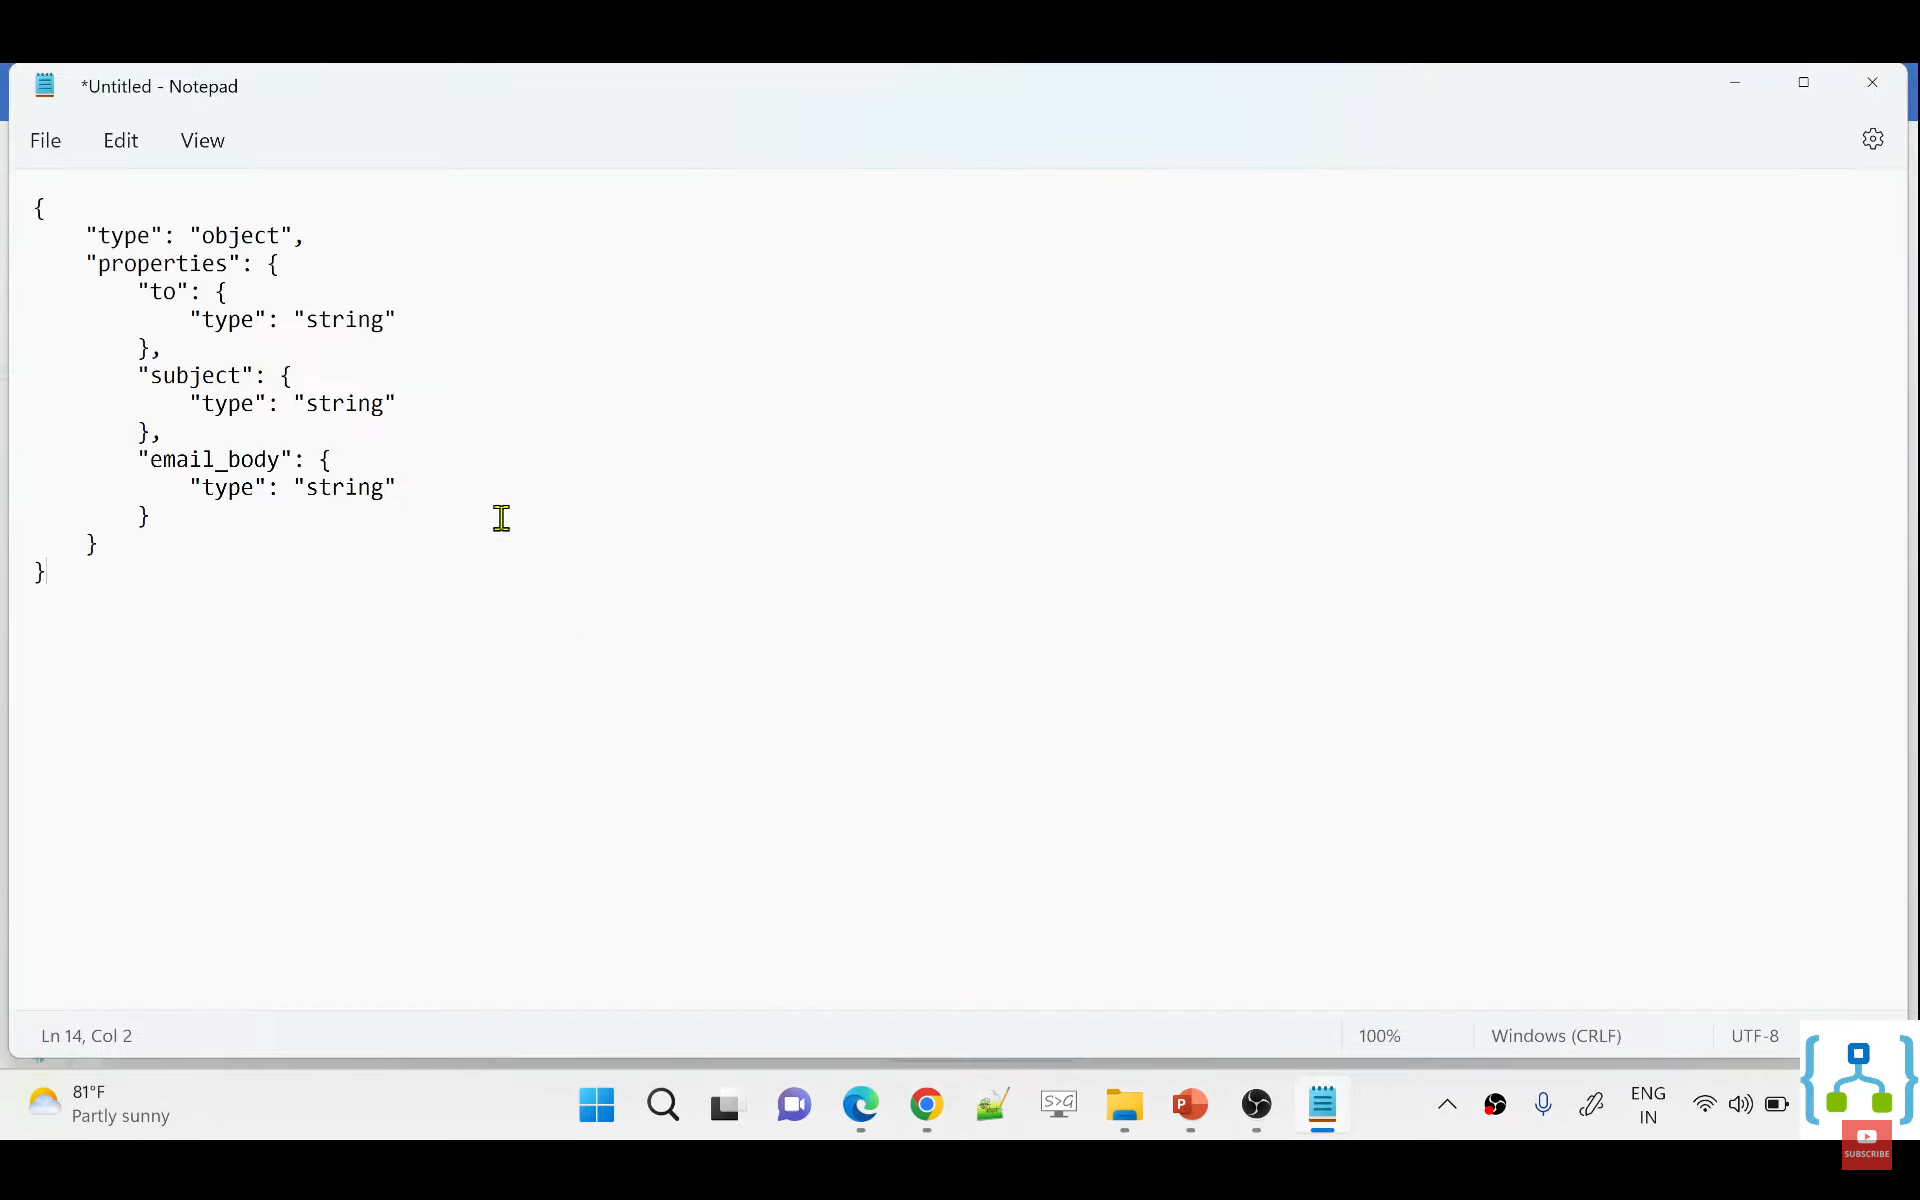 *Untitled - Notepad
File Edit View
{
"type": "object",
"properties": {
"to": {
"type": "string"
},
"subject": {
"type": "string"
},
"email_body": {
"type": "string"
}
}
}
Ln 14, Col 2
100%
Windows (CRLF)
UTF-8
81°F
Partly sunny
S>G
P
ENG
IN
SUBSCRIBE